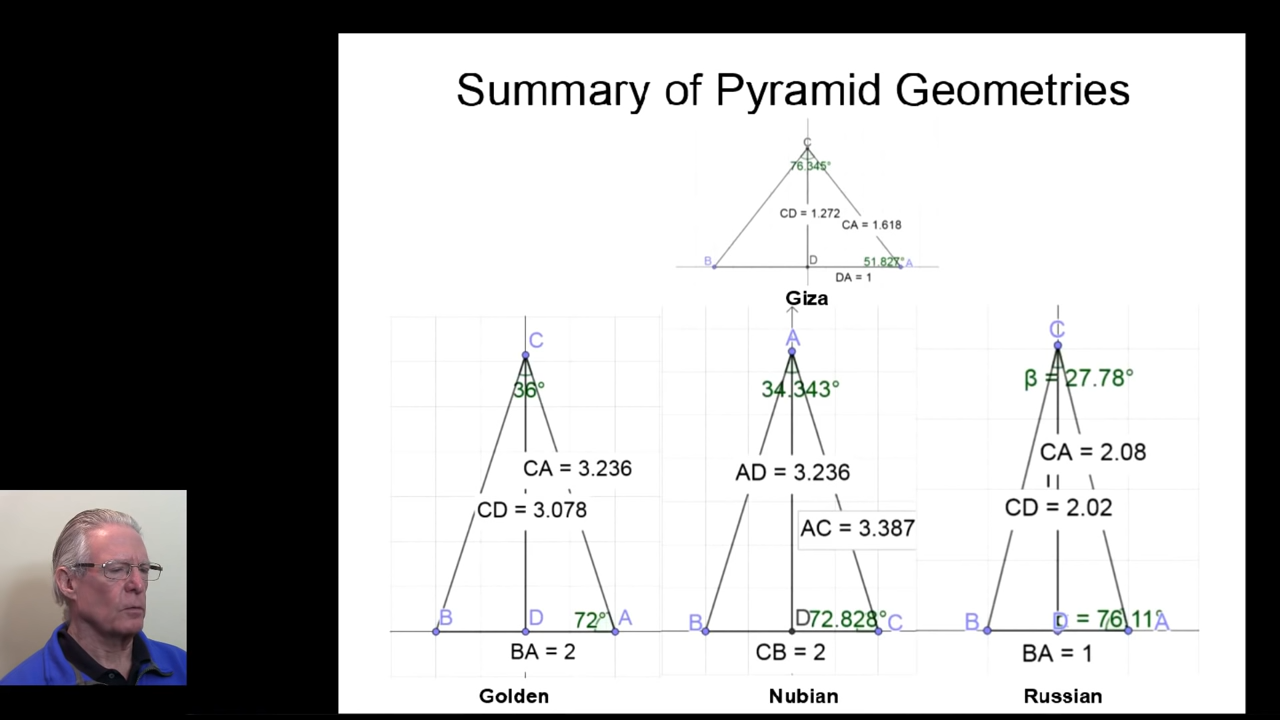 Summary of Pyramid Geometries
C
76.345°
CD = 1.272
CA = 1.618
B
D
51.827°
A
DA = 1
Giza
C
36°
CA = 3.236
CD = 3.078
B
D
72°
A
BA = 2
Golden
A
34.343°
AD = 3.236
AC = 3.387
B
D
72.828°
C
CB = 2
Nubian
C
β = 27.78°
CA = 2.08
CD = 2.02
B
D
= 76.11°
A
BA = 1
Russian